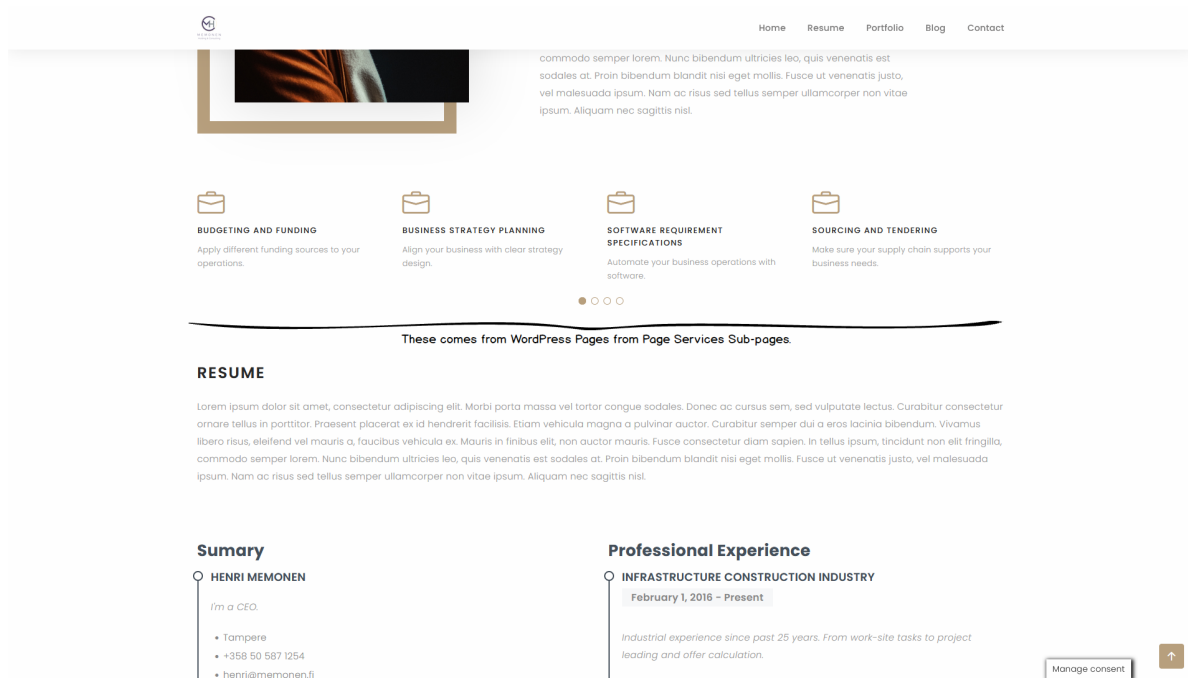 MEMONEN
Home Resume Portfolio Blog Contact
commodo semper lorem. Nunc bibendum ultricies leo, quis venenatis est
sodales at. Proin bibendum blandit nisi eget mollis. Fusce ut venenatis justo,
vel malesuada ipsum. Nam ac risus sed tellus semper ullamcorper non vitae
ipsum. Aliquam nec sagittis nisl.
BUDGETING AND FUNDING
Apply different funding sources to your
operations.
BUSINESS STRATEGY PLANNING
Align your business with clear strategy
design.
SOFTWARE REQUIREMENT
SPECIFICATIONS
Automate your business operations with
software.
SOURCING AND TENDERING
Make sure your supply chain supports your
business needs.
These comes from WordPress Pages from Page Services Sub-pages.
RESUME
Lorem ipsum dolor sit amet, consectetur adipiscing elit. Morbi porta massa vel tortor congue sodales. Donec ac cursus sem, sed vulputate lectus. Curabitur consectetur
ornare tellus in porttitor. Praesent placerat ex id hendrerit facilisis. Etiam vehicula magna a pulvinar auctor. Curabitur semper dui a eros lacinia bibendum. Vivamus
libero risus, eleifend vel mauris a, faucibus vehicula ex. Mauris in finibus elit, non auctor mauris. Fusce consectetur diam sapien. In tellus ipsum, tincidunt non elit fringilla,
commodo semper lorem. Nunc bibendum ultricies leo, quis venenatis est sodales at. Proin bibendum blandit nisi eget mollis. Fusce ut venenatis justo, vel malesuada
ipsum. Nam ac risus sed tellus semper ullamcorper non vitae ipsum. Aliquam nec sagittis nisl.
Sumary
HENRI MEMONEN
I'm a CEO.
Tampere
+358 50 587 1254
henri@memonen.fi
Professional Experience
INFRASTRUCTURE CONSTRUCTION INDUSTRY
February 1, 2016 - Present
Industrial experience since past 25 years. From work-site tasks to project
leading and offer calculation.
Manage consent